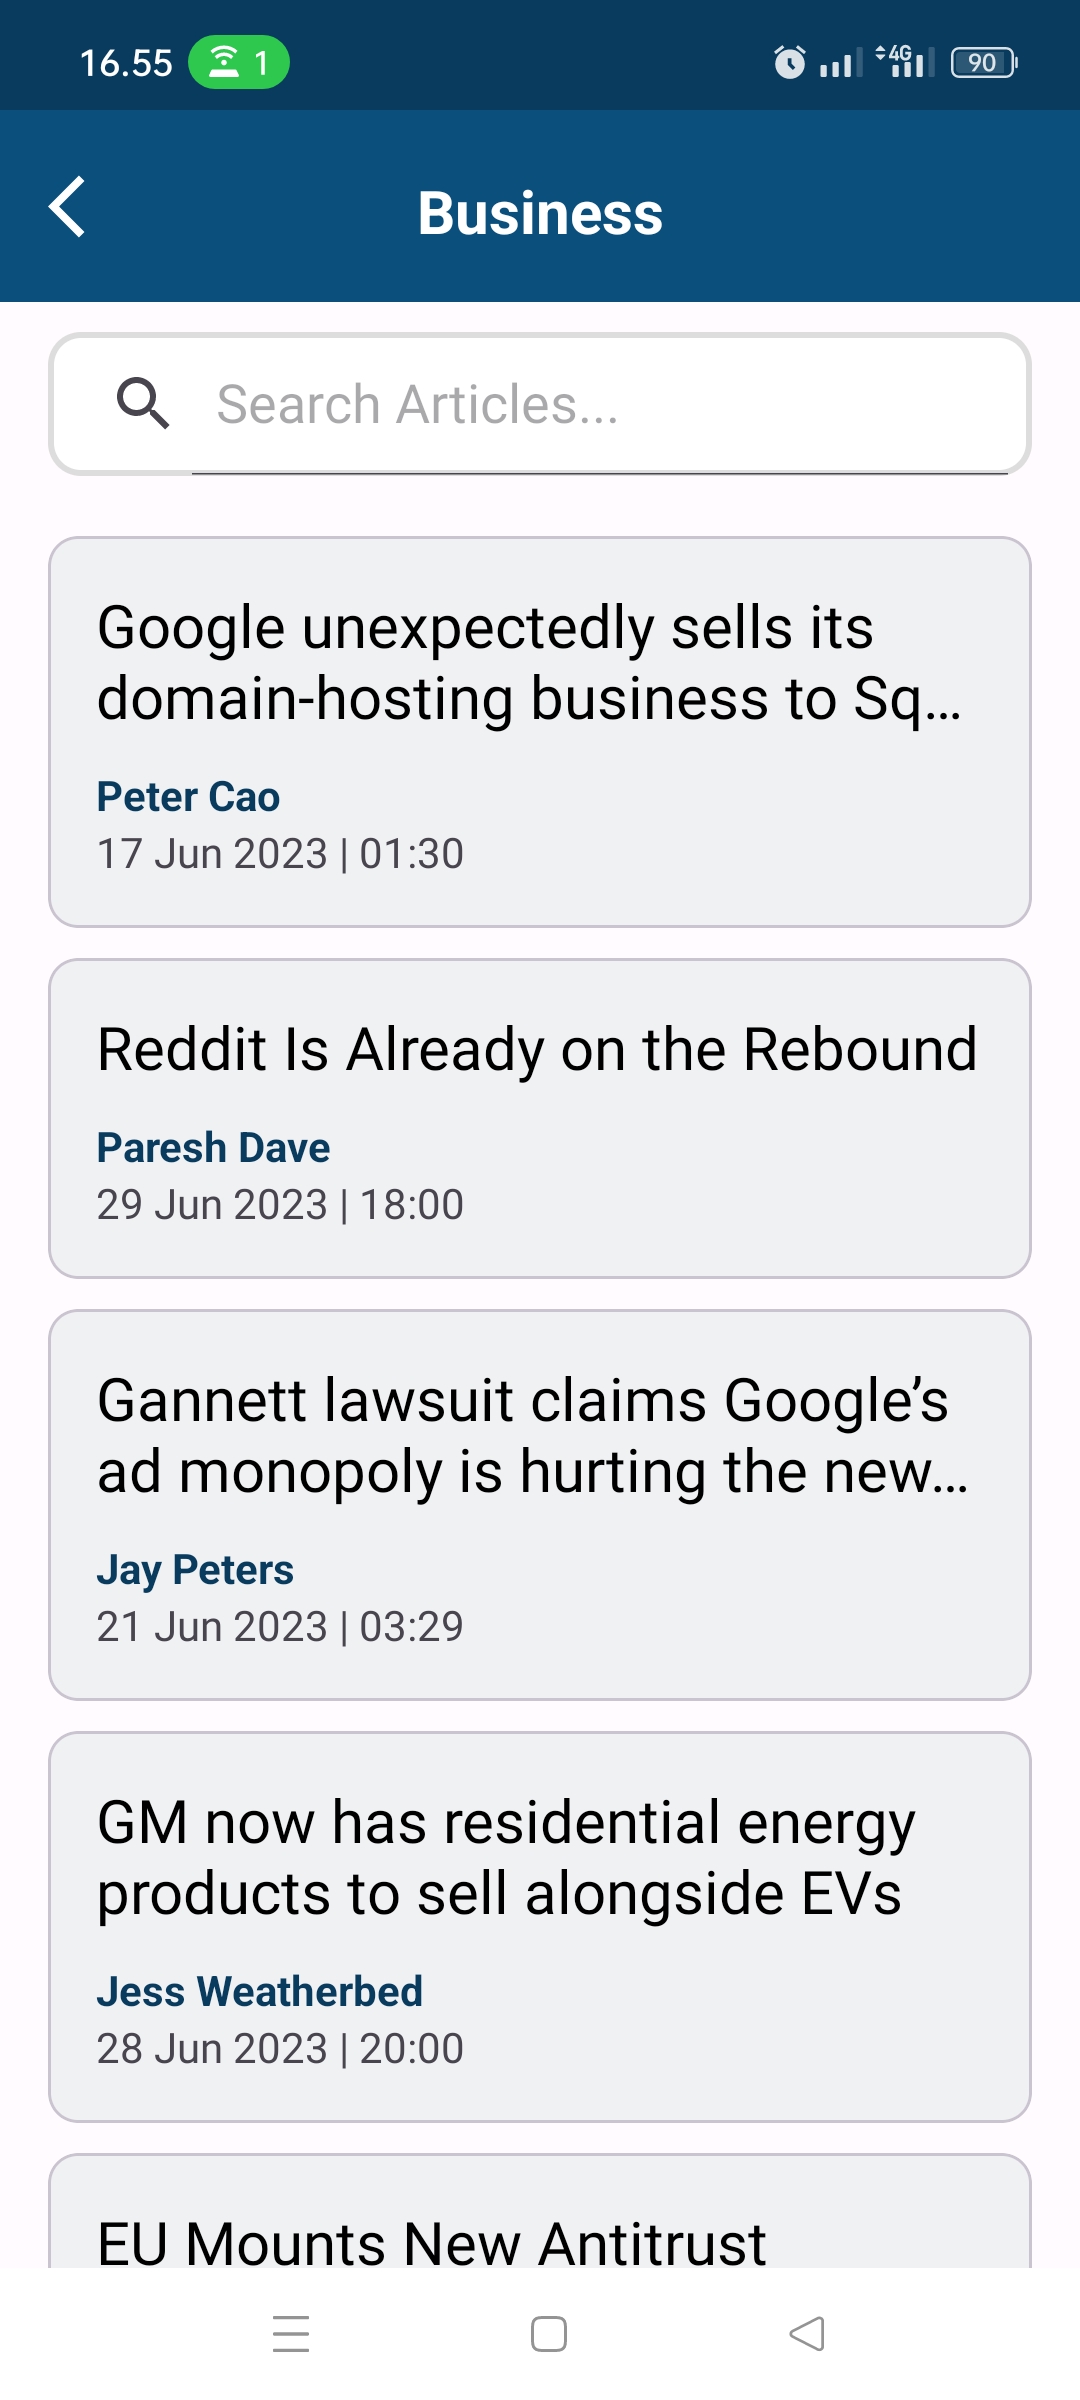 16.55 1 4G 90
Business
Search Articles...
Google unexpectedly sells its
domain-hosting business to Sq...
Peter Cao
17 Jun 2023 | 01:30
Reddit Is Already on the Rebound
Paresh Dave
29 Jun 2023 | 18:00
Gannett lawsuit claims Google’s
ad monopoly is hurting the new...
Jay Peters
21 Jun 2023 | 03:29
GM now has residential energy
products to sell alongside EVs
Jess Weatherbed
28 Jun 2023 | 20:00
EU Mounts New Antitrust